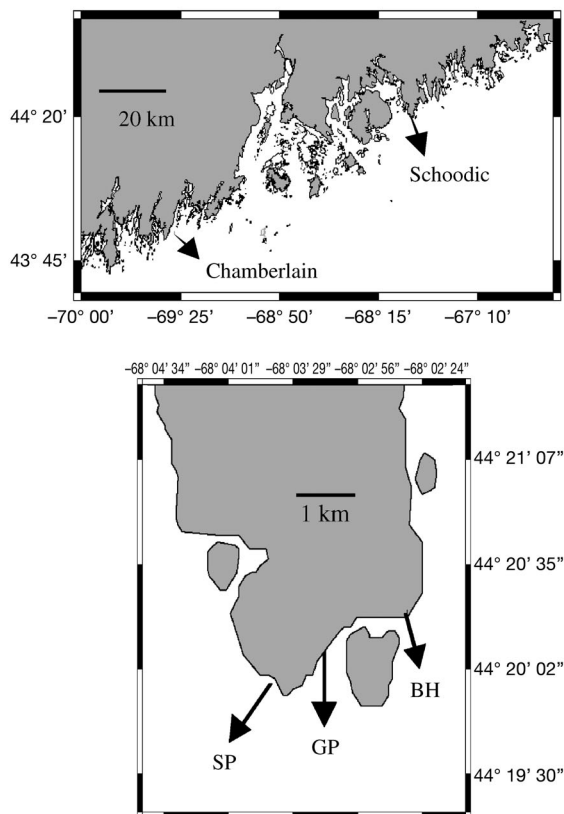 44° 20'
20 km
Schoodic
43° 45'
Chamberlain
−70° 00' −69° 25' −68° 50' −68° 15' −67° 10'
−68° 04' 34” −68° 04' 01” −68° 03' 29” −68° 02' 56” −68° 02' 24”
44° 21' 07”
1 km
44° 20' 35”
44° 20' 02”
BH
GP
SP
44° 19' 30”